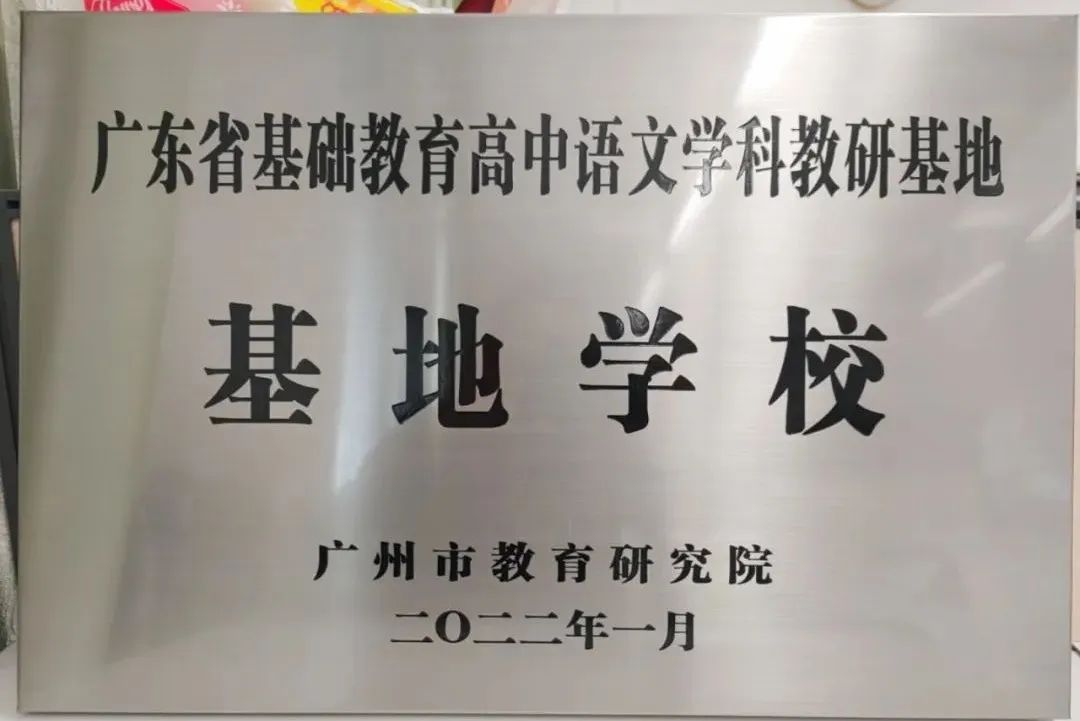 广东省基础教育高中语文学科教研基地
基地学校
广州市教育研究院
二〇二二年一月